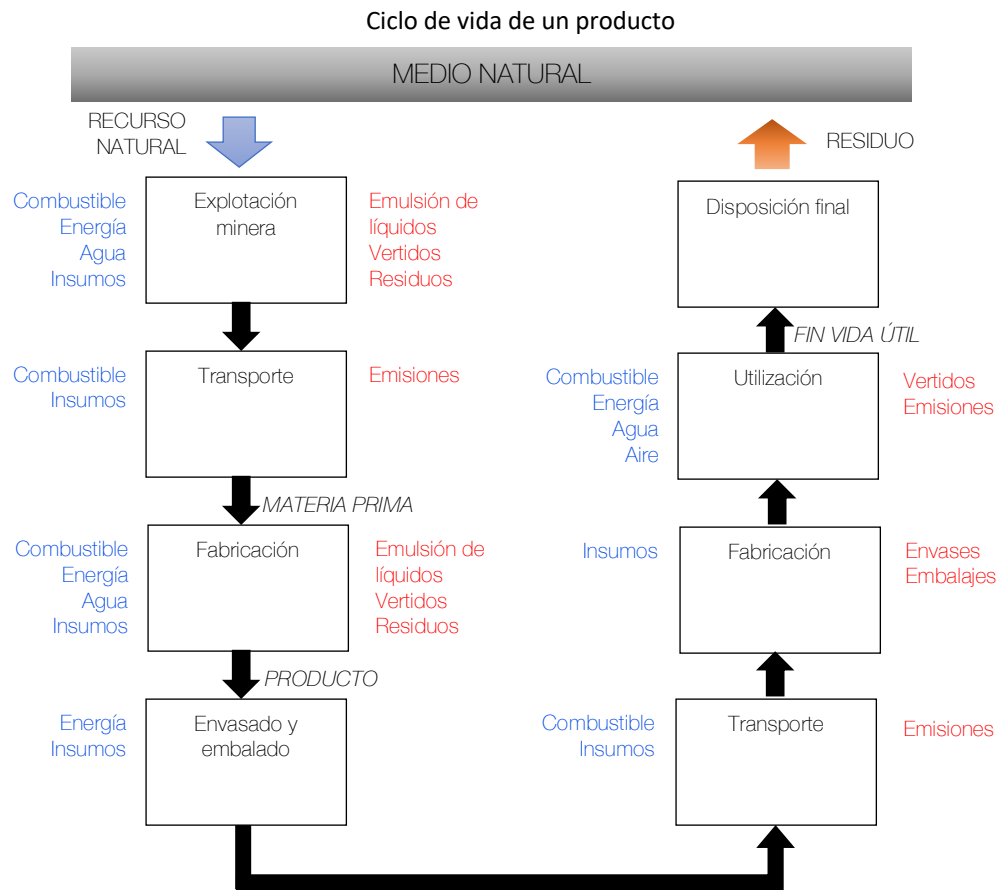 Ciclo de vida de un producto
MEDIO NATURAL
RECURSO
NATURAL
Combustible
Energía
Agua
Insumos
Explotación
minera
Emulsión de
líquidos
Vertidos
Residuos
Combustible
Insumos
Transporte
Emisiones
MATERIA PRIMA
Combustible
Energía
Agua
Insumos
Fabricación
Emulsión de
líquidos
Vertidos
Residuos
PRODUCTO
Energía
Insumos
Envasado y
embalado
Combustible
Insumos
Transporte
Emisiones
Insumos
Fabricación
Envases
Embalajes
Combustible
Energía
Agua
Aire
Utilización
Vertidos
Emisiones
FIN VIDA ÚTIL
Disposición final
RESIDUO